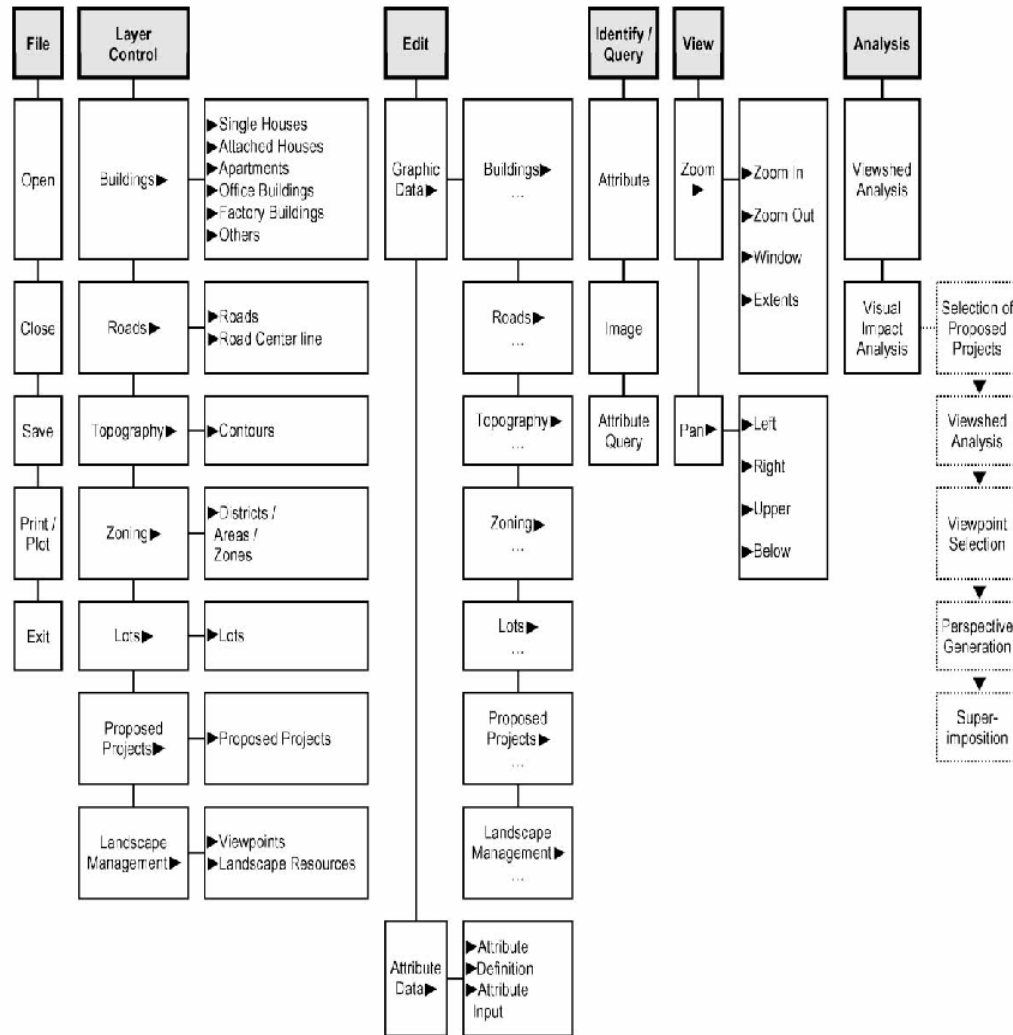 File
Layer
Control
Edit
Identify /
Query
View
Analysis
Open
Close
Save
Print /
Plot
Exit
Buildings▶
▶Single Houses
▶Attached Houses
▶Apartments
▶Office Buildings
▶Factory Buildings
▶Others
Roads▶
▶Roads
▶Road Center line
Topography▶
▶Contours
Zoning▶
▶Districts /
Areas /
Zones
Lots▶
▶Lots
Proposed
Projects▶
▶Proposed Projects
Landscape
Management▶
▶Viewpoints
▶Landscape Resources
Graphic
Data▶
Buildings▶
...
Roads▶
...
Topography▶
...
Zoning▶
...
Lots▶
...
Proposed
Projects▶
...
Landscape
Management▶
...
Attribute
Data▶
▶Attribute
▶Definition
▶Attribute
Input
Attribute
Image
Attribute
Query
Zoom
▶
▶Zoom In
▶Zoom Out
▶Window
▶Extents
Pan▶
▶Left
▶Right
▶Upper
▶Below
Viewshed
Analysis
Visual
Impact
Analysis
Selection of
Proposed
Projects
Viewshed
Analysis
Viewpoint
Selection
Perspective
Generation
Super-
imposition